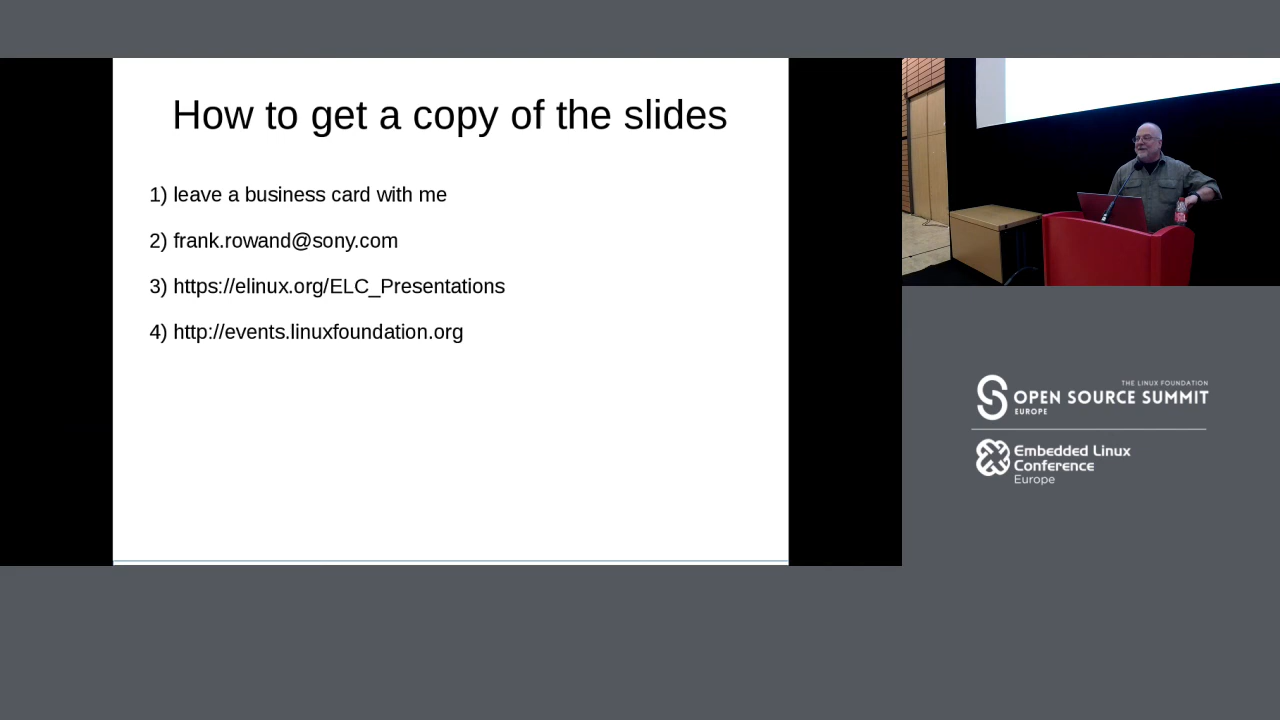 How to get a copy of the slides
1) leave a business card with me
2) frank.rowand@sony.com
3) https://elinux.org/ELC_Presentations
4) http://events.linuxfoundation.org
THE LINUX FOUNDATION
OPEN SOURCE SUMMIT
EUROPE
Embedded Linux
Conference
Europe